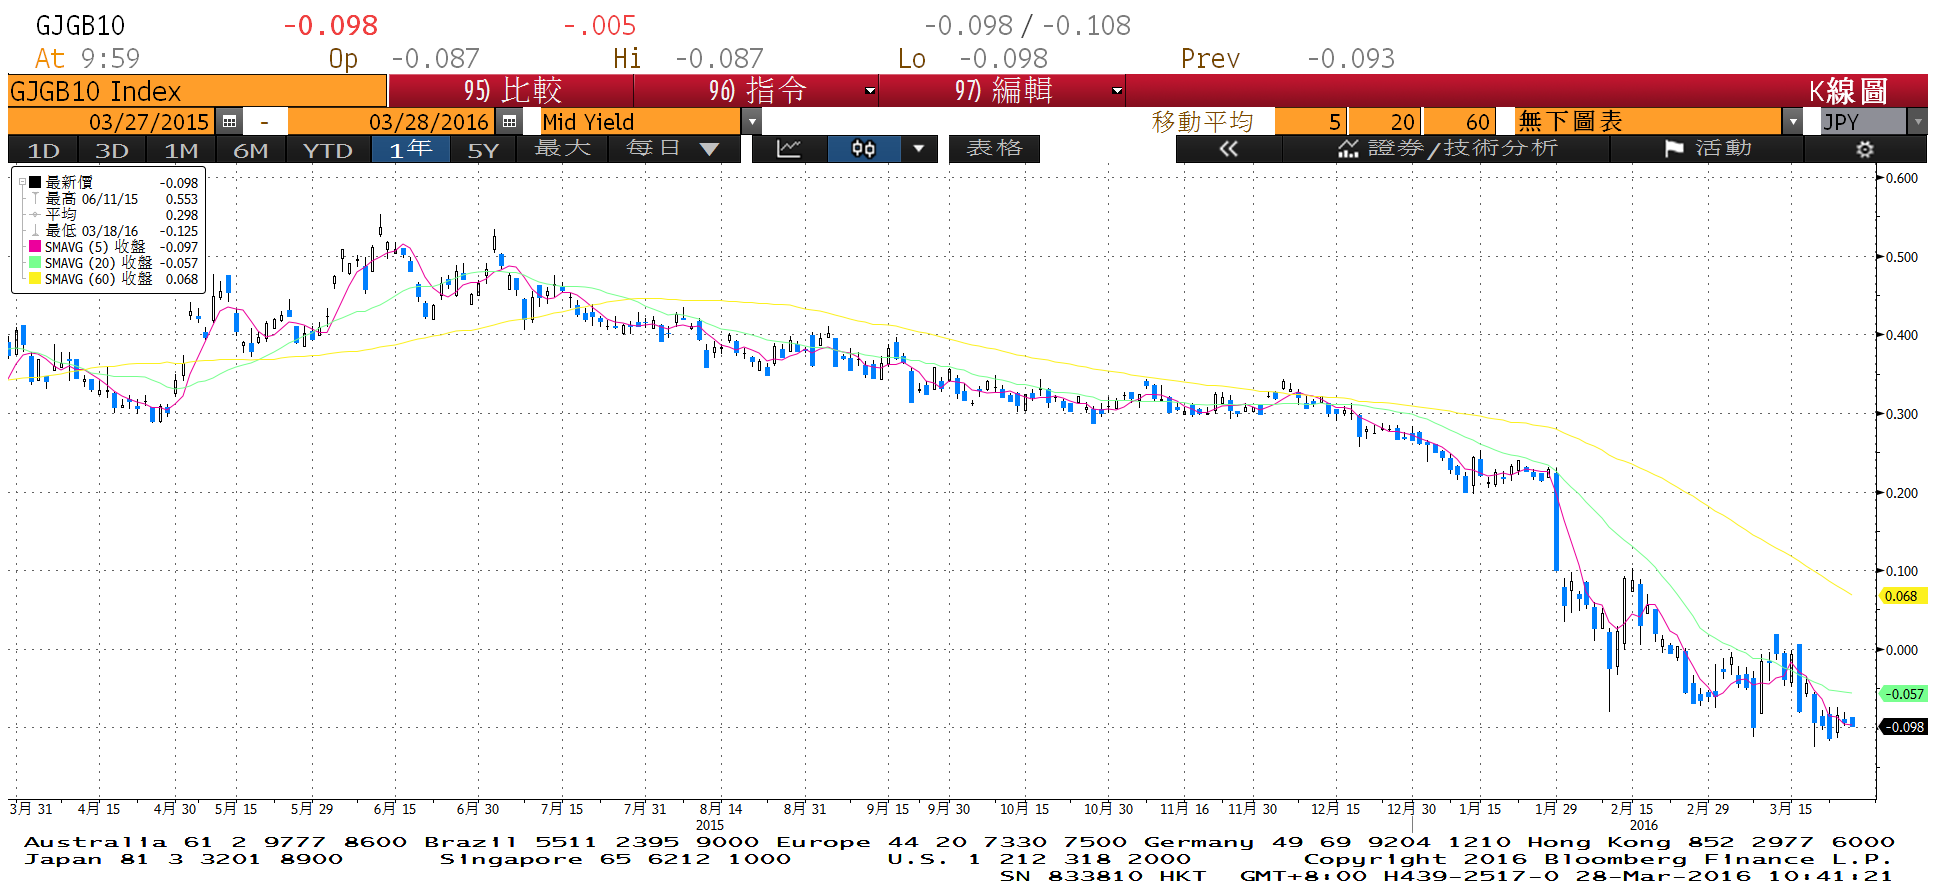 GJGB10 -0.098 -.005 -0.098 / -0.108
At 9:59 Op -0.087 Hi -0.087 Lo -0.098 Prev -0.093
GJGB10 Index 95) 比較 96) 指令 97) 編輯 K線圖
03/27/2015 - 03/28/2016 Mid Yield 移動平均 5 20 60 無下圖表 JPY
1D 3D 1M 6M YTD 1年 5Y 最大 每日 表格 證券/技術分析 活動
最新價 -0.098
最高 06/11/15 0.553
平均 0.298
最低 03/18/16 -0.125
SMAVG (5) 收盤 -0.097
SMAVG (20) 收盤 -0.057
SMAVG (60) 收盤 0.068
0.600
0.500
0.400
0.300
0.200
0.100
0.068
0.000
-0.057
-0.098
3月 31 4月 15 4月 30 5月 15 5月 29 6月 15 6月 30 7月 15 7月 31 8月 14 8月 31 9月 15 9月 30 10月 15 10月 30 11月 16 11月 30 12月 15 12月 30 1月 15 1月 29 2月 15 2月 29 3月 15
2015 2016
Australia 61 2 9777 8600 Brazil 5511 2395 9000 Europe 44 20 7330 7500 Germany 49 69 9204 1210 Hong Kong 852 2977 6000
Japan 81 3 3201 8900 Singapore 65 6212 1000 U.S. 1 212 318 2000 Copyright 2016 Bloomberg Finance L.P.
SN 833810 HKT GMT+8:00 H439-2517-0 28-Mar-2016 10:41:21